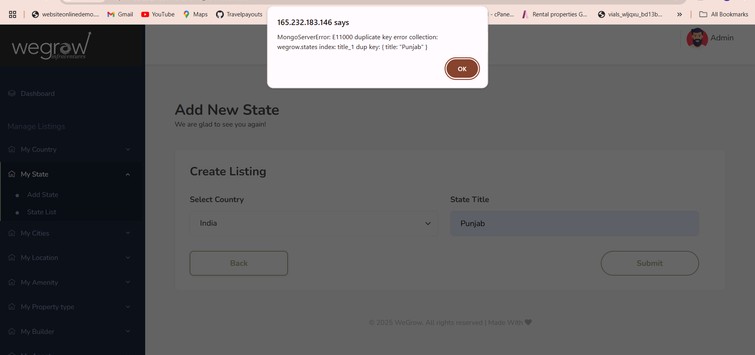 websiteonlinedemo....
Gmail
YouTube
Maps
Travelpayouts
- cPane...
Rental properties G...
vials_wljqxu_bd13b...
»
All Bookmarks
165.232.183.146 says
MongoServerError: E11000 duplicate key error collection:
wegrow.states index: title_1 dup key: { title: "Punjab" }
OK
wegrow
Admin
Dashboard
Manage Listings
My Country
My State
Add State
State List
My Cities
My Location
My Amenity
My Property type
My Builder
Add New State
We are glad to see you again!
Create Listing
Select Country
State Title
India
Punjab
Back
Submit
WeGrow. All rights reserved | Made With ❤